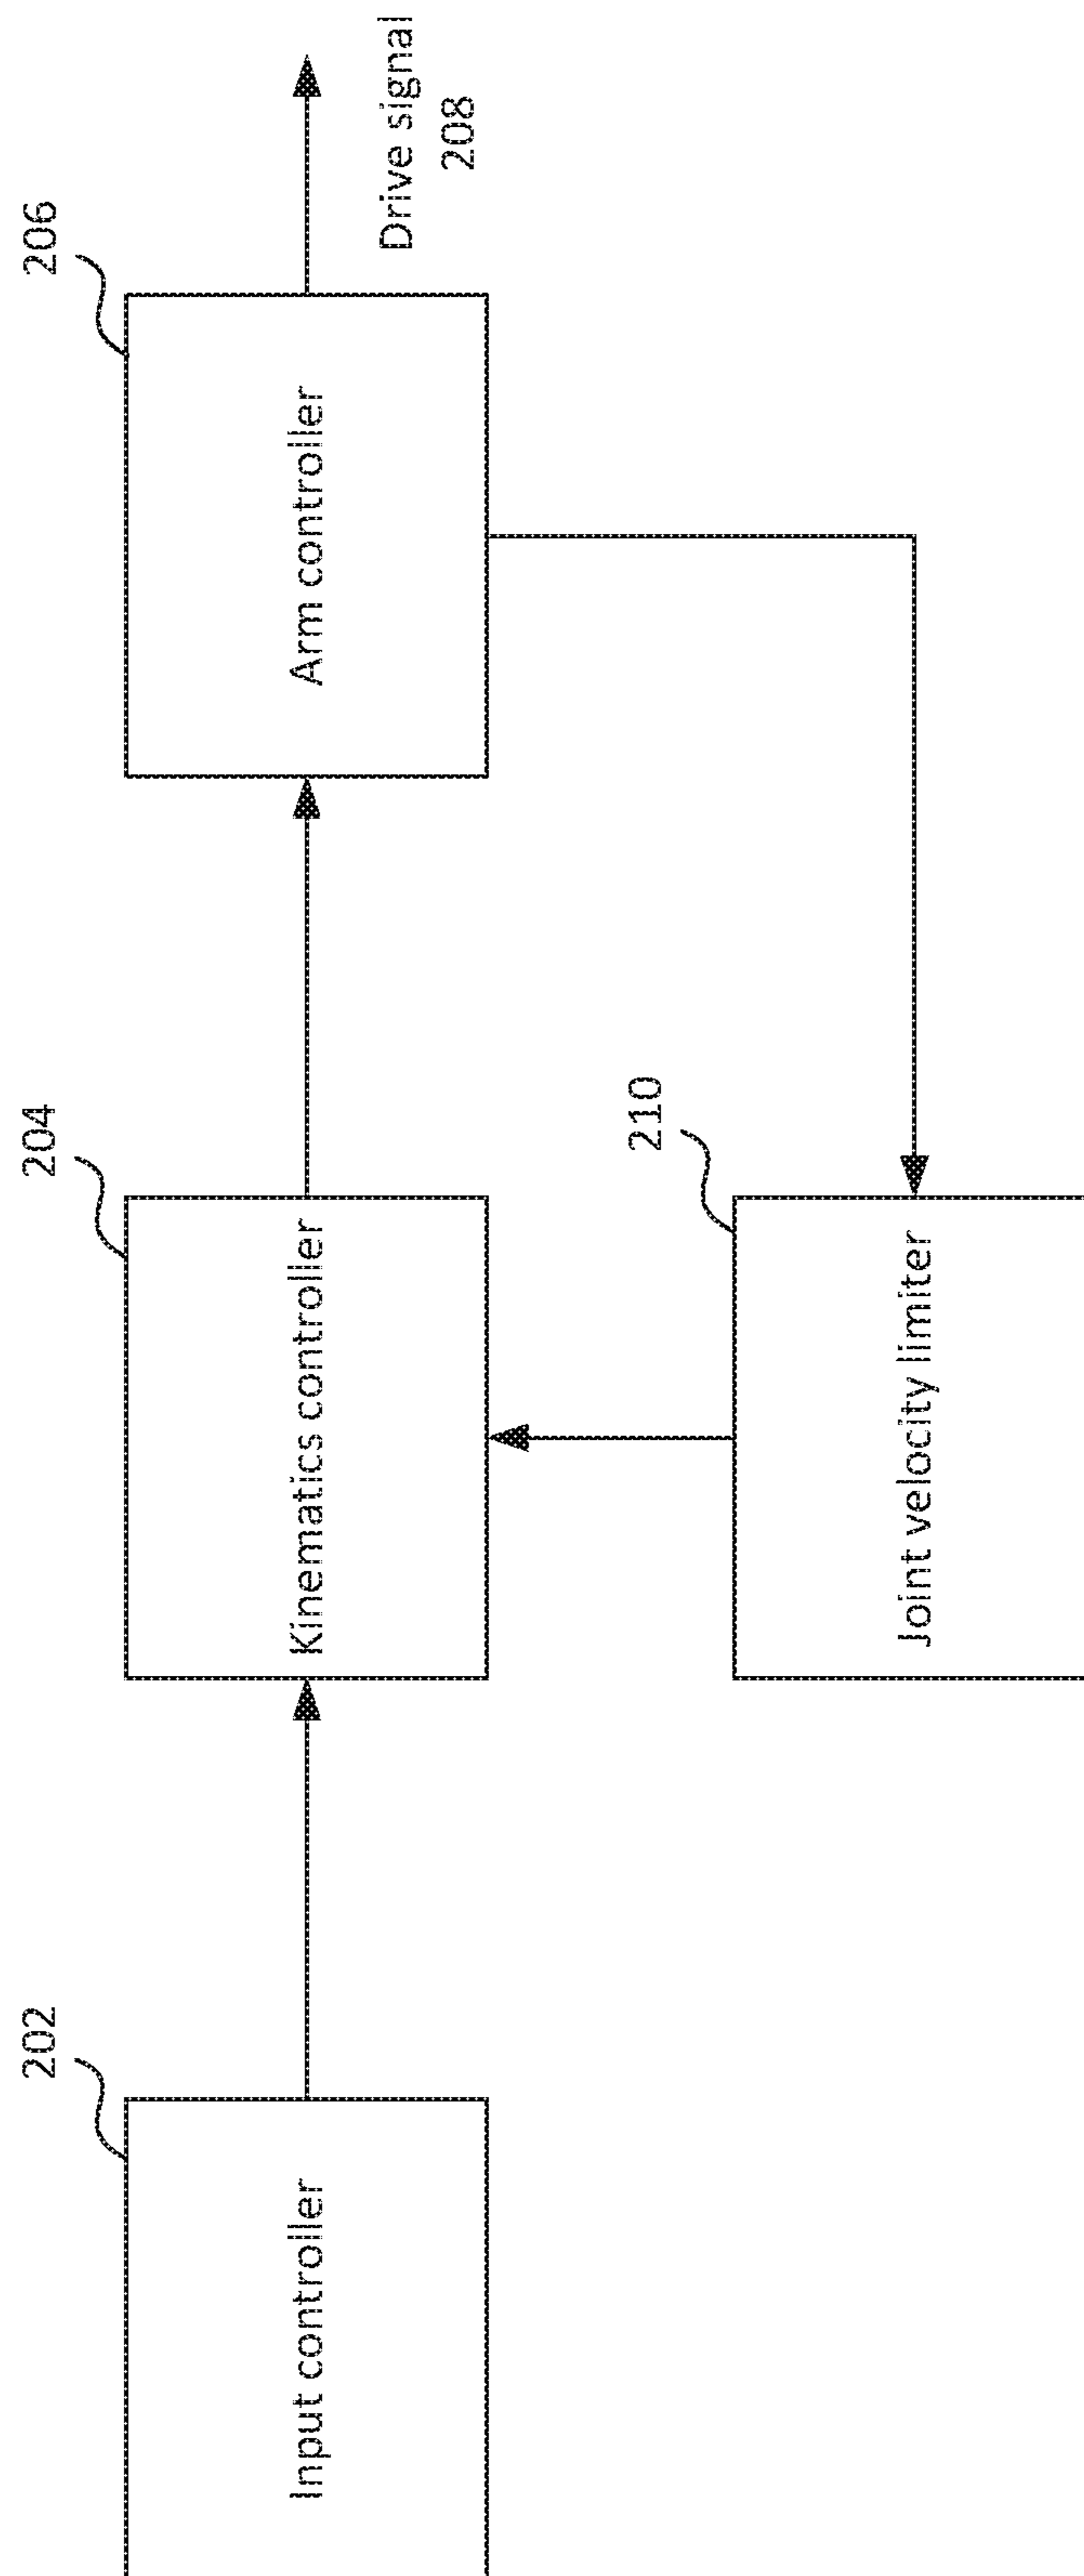 202
Input controller
204
Kinematics controller
206
Arm controller
Drive signal
208
210
Joint velocity limiter